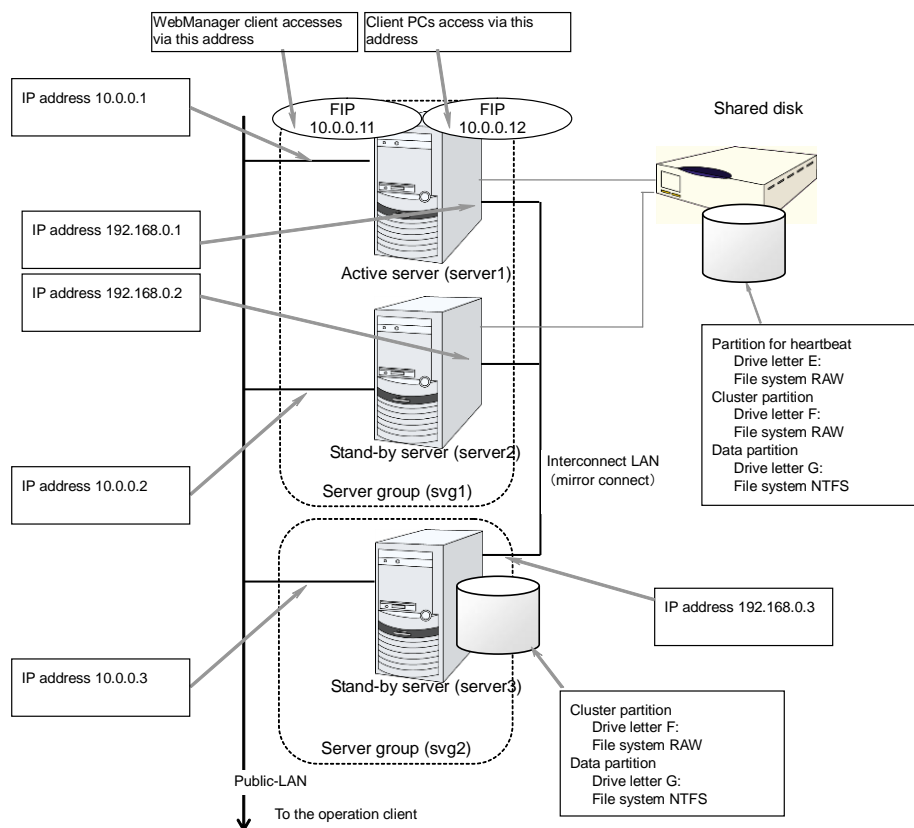 WebManager client accesses
via this address
Client PCs access via this
address
IP address 10.0.0.1
FIP
10.0.0.11
FIP
10.0.0.12
Shared disk
IP address 192.168.0.1
Active server (server1)
IP address 192.168.0.2
Partition for heartbeat
Drive letter E:
File system RAW
Cluster partition
Drive letter F:
File system RAW
Data partition
Drive letter G:
File system NTFS
Stand-by server (server2)
Interconnect LAN
(mirror connect)
IP address 10.0.0.2
Server group (svg1)
IP address 192.168.0.3
IP address 10.0.0.3
Stand-by server (server3)
Cluster partition
Drive letter F:
File system RAW
Data partition
Drive letter G:
File system NTFS
Server group (svg2)
Public-LAN
To the operation client